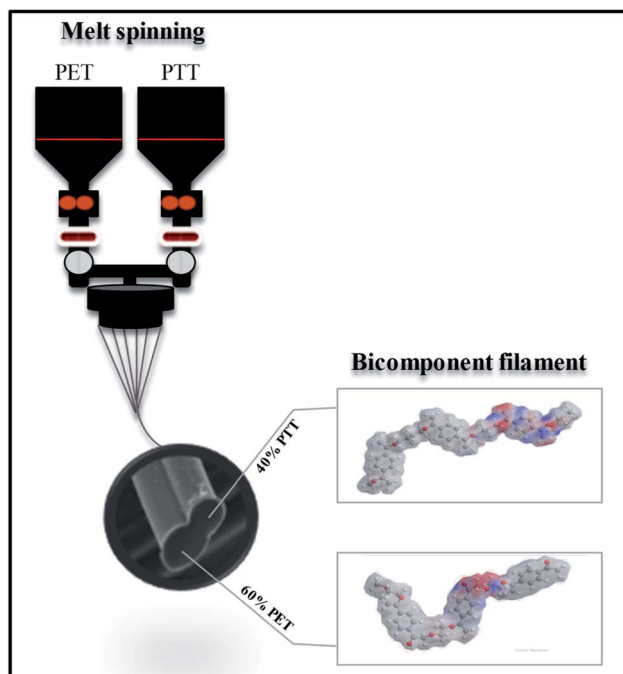 Melt spinning
PET PTT
Bicomponent filament
40% PTT
60% PET